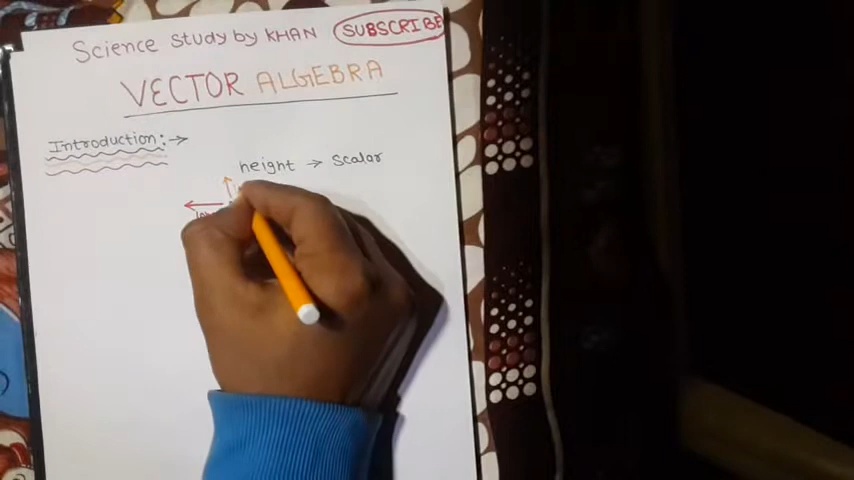 Science Study by KHAN SUBSCRIBE
VECTOR ALGEBRA
Introduction:→
height → Scalar